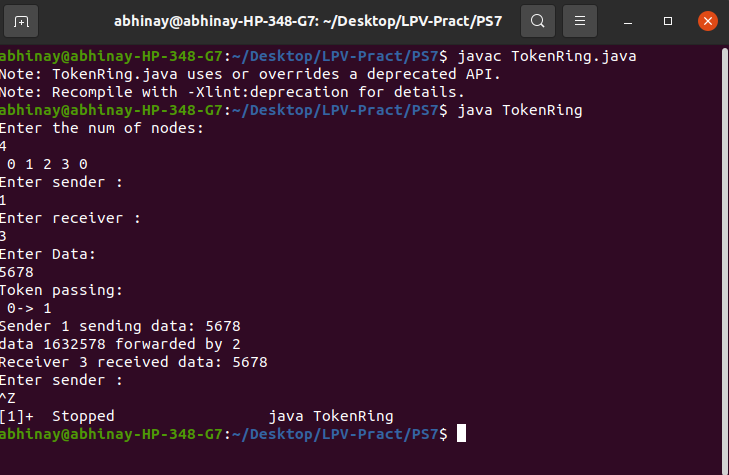 abhinay@abhinay-HP-348-G7: ~/Desktop/LPV-Pract/PS7
abhinay@abhinay-HP-348-G7:~/Desktop/LPV-Pract/PS7$ javac TokenRing.java
Note: TokenRing.java uses or overrides a deprecated API.
Note: Recompile with -Xlint:deprecation for details.
abhinay@abhinay-HP-348-G7:~/Desktop/LPV-Pract/PS7$ java TokenRing
Enter the num of nodes:
4
 0 1 2 3 0
Enter sender :
1
Enter receiver :
3
Enter Data:
5678
Token passing:
 0-> 1
Sender 1 sending data: 5678
data 1632578 forwarded by 2
Receiver 3 received data: 5678
Enter sender :
^Z
[1]+  Stopped                 java TokenRing
abhinay@abhinay-HP-348-G7:~/Desktop/LPV-Pract/PS7$